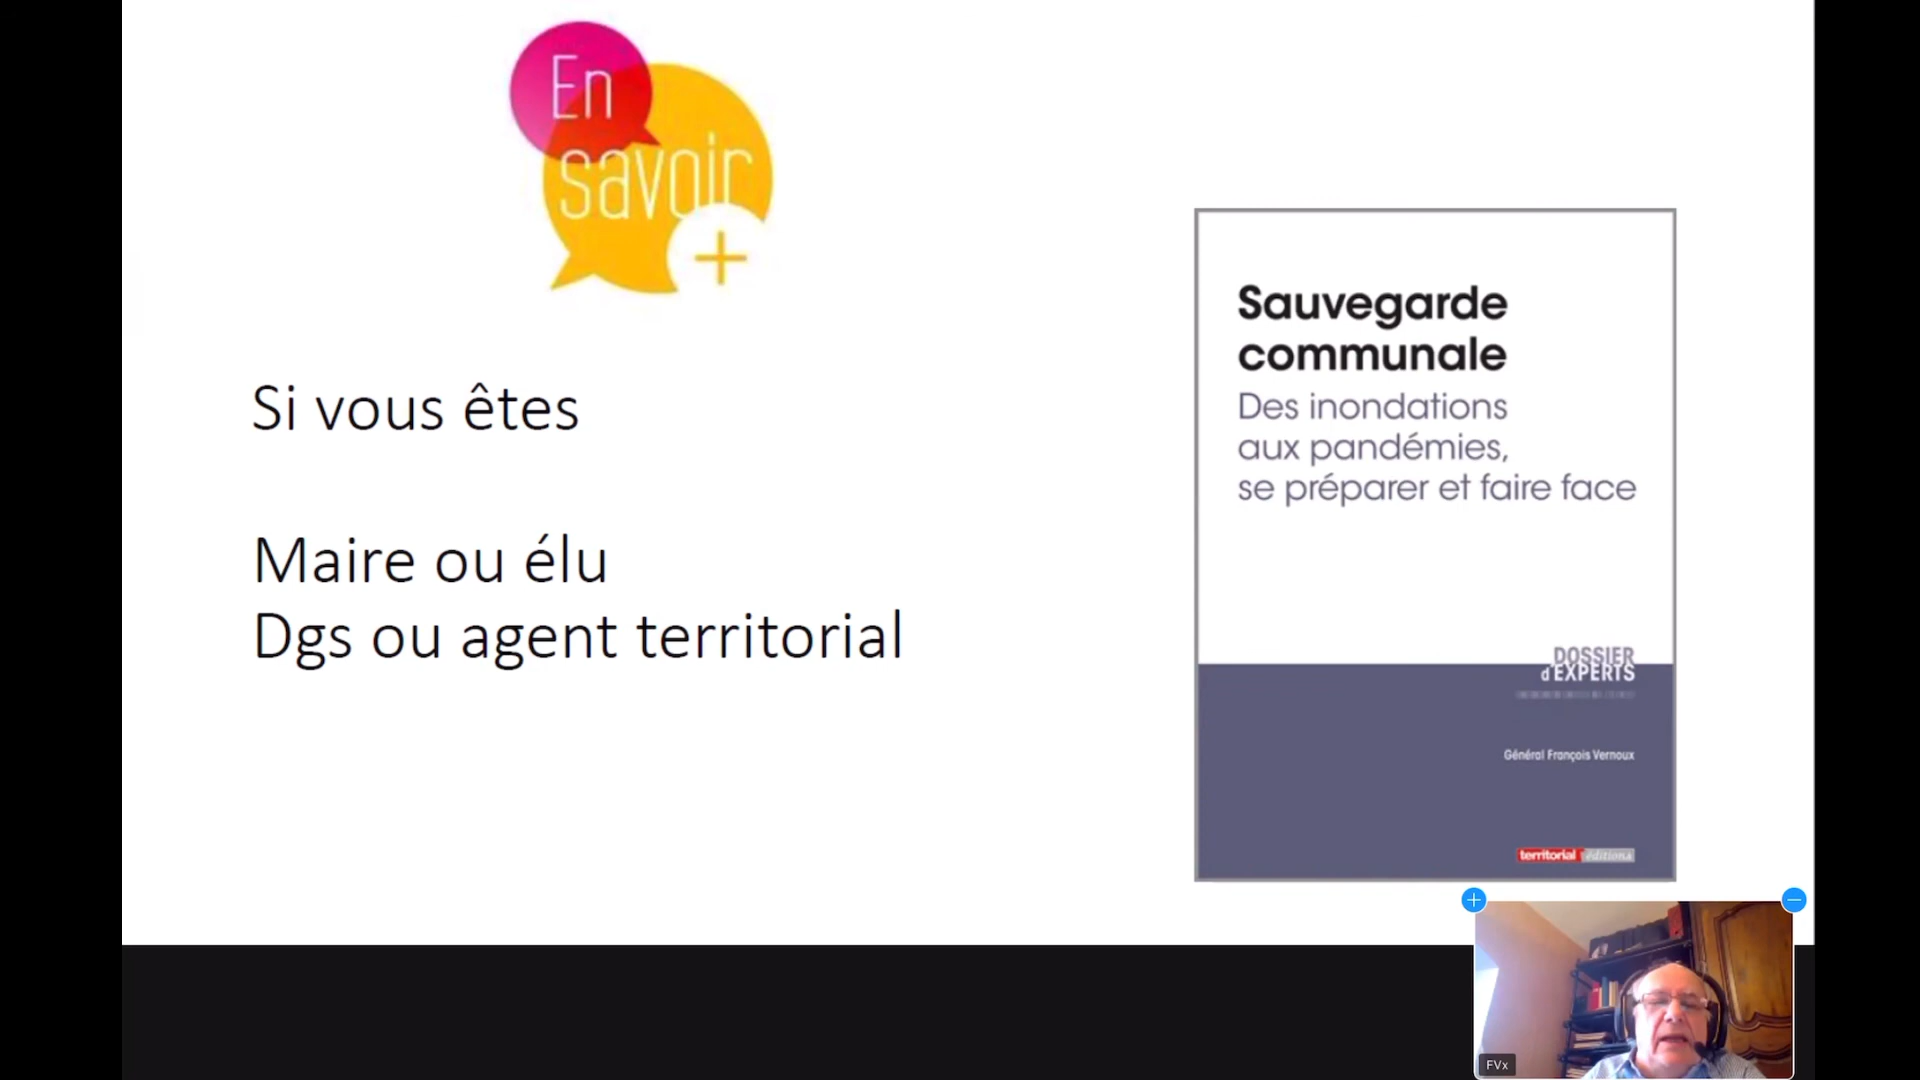 En
savoir
+
Si vous êtes
Maire ou élu
Dgs ou agent territorial
Sauvegarde
communale
Des inondations
aux pandémies,
se préparer et faire face
DOSSIER
d'EXPERTS
Général François Vernoux
territorial éditions
FVx